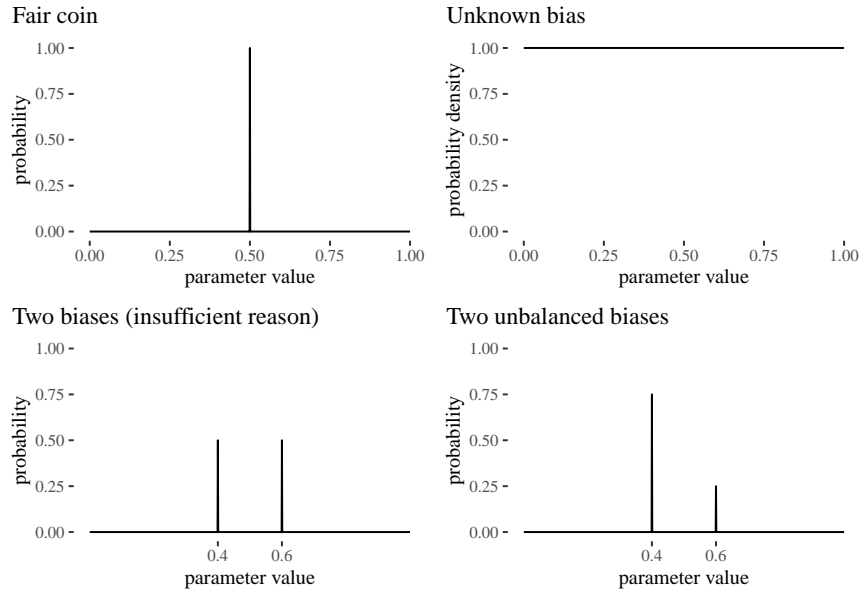 Fair coin
1.00
0.75
0.50
0.25
0.00
probability
0.00 0.25 0.50 0.75 1.00
parameter value
Unknown bias
1.00
0.75
0.50
0.25
0.00
probability density
0.00 0.25 0.50 0.75 1.00
parameter value
Two biases (insufficient reason)
1.00
0.75
0.50
0.25
0.00
probability
0.4 0.6
parameter value
Two unbalanced biases
1.00
0.75
0.50
0.25
0.00
probability
0.4 0.6
parameter value